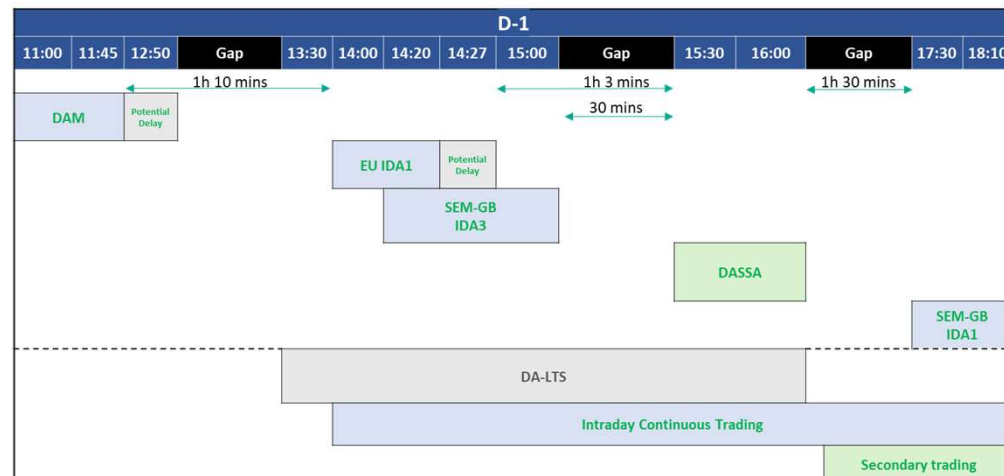 D-1
11:00 11:45 12:50 Gap 13:30 14:00 14:20 14:27 15:00 Gap 15:30 16:00 Gap 17:30 18:10
1h 10 mins 1h 3 mins 1h 30 mins
30 mins
DAM
Potential
Delay
EU IDA1
Potential
Delay
SEM-GB
IDA3
DASSA
SEM-GB
IDA1
DA-LTS
Intraday Continuous Trading
Secondary trading